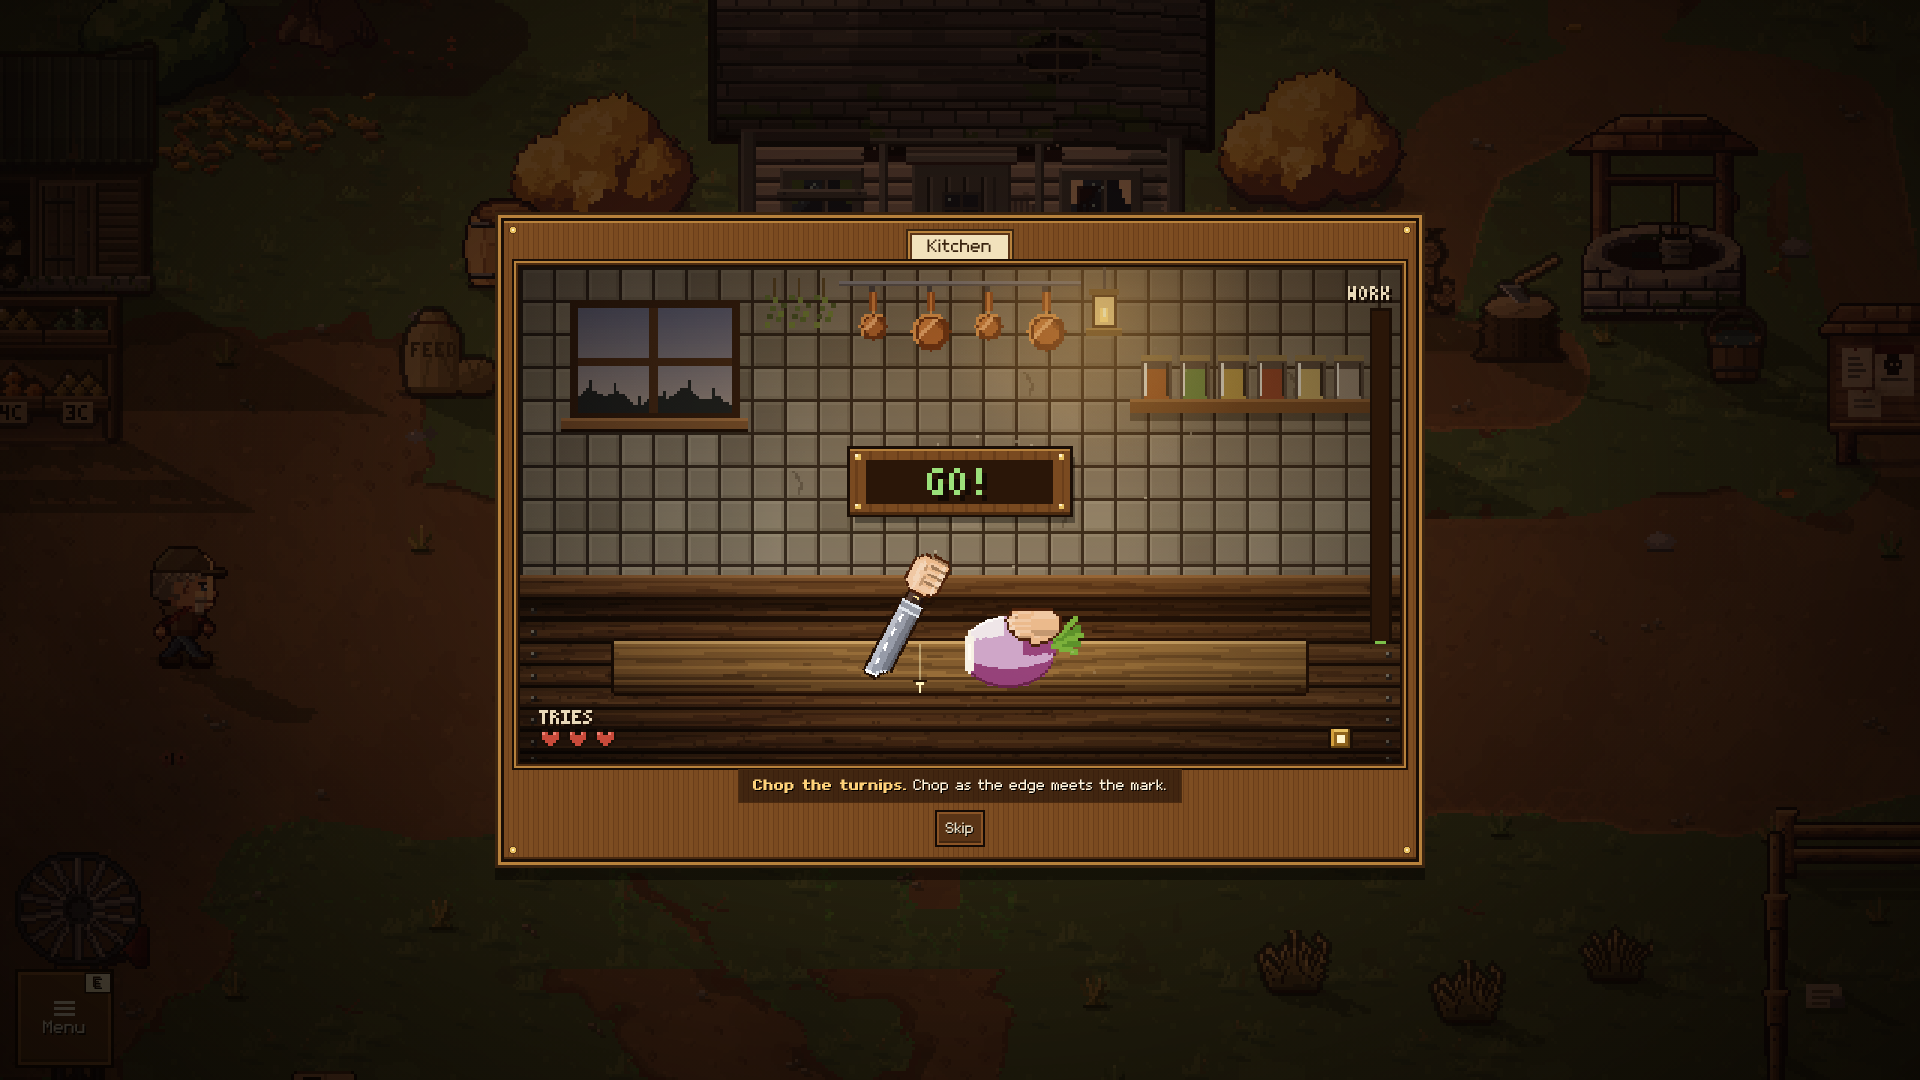 Kitchen
WORK
FEED
4C
3C
GO!
TRIES
Chop the turnips. Chop as the edge meets the mark.
Skip
E
Menu